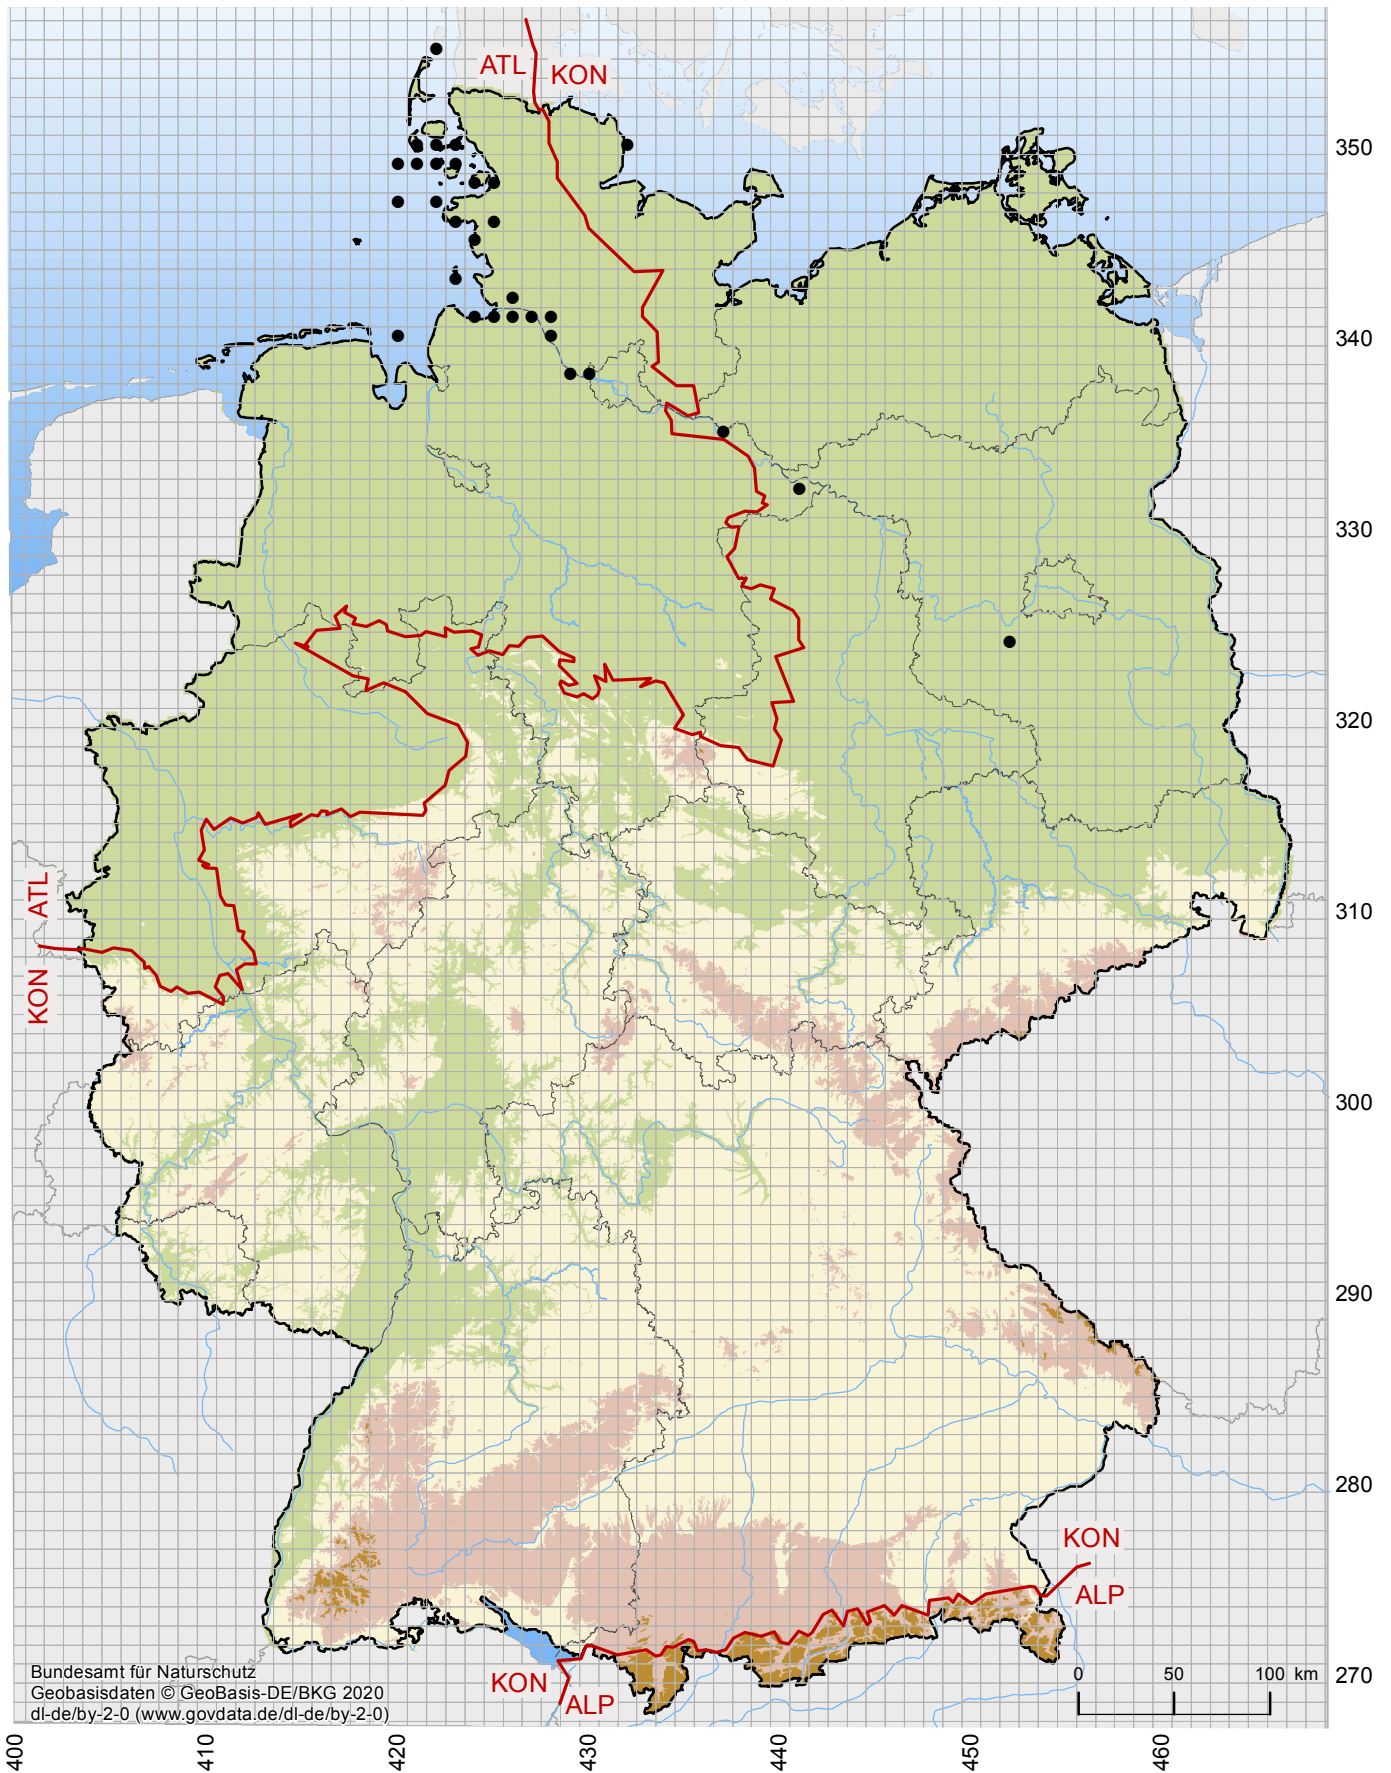 ATL
KON
350
340
330
320
ATL
310
KON
300
290
280
KON
ALP
Bundesamt für Naturschutz
Geobasisdaten © GeoBasis-DE/BKG 2020
dl-de/by-2-0 (www.govdata.de/dl-de/by-2-0)
KON
ALP
0 50 100 km
270
400 410 420 430 440 450 460